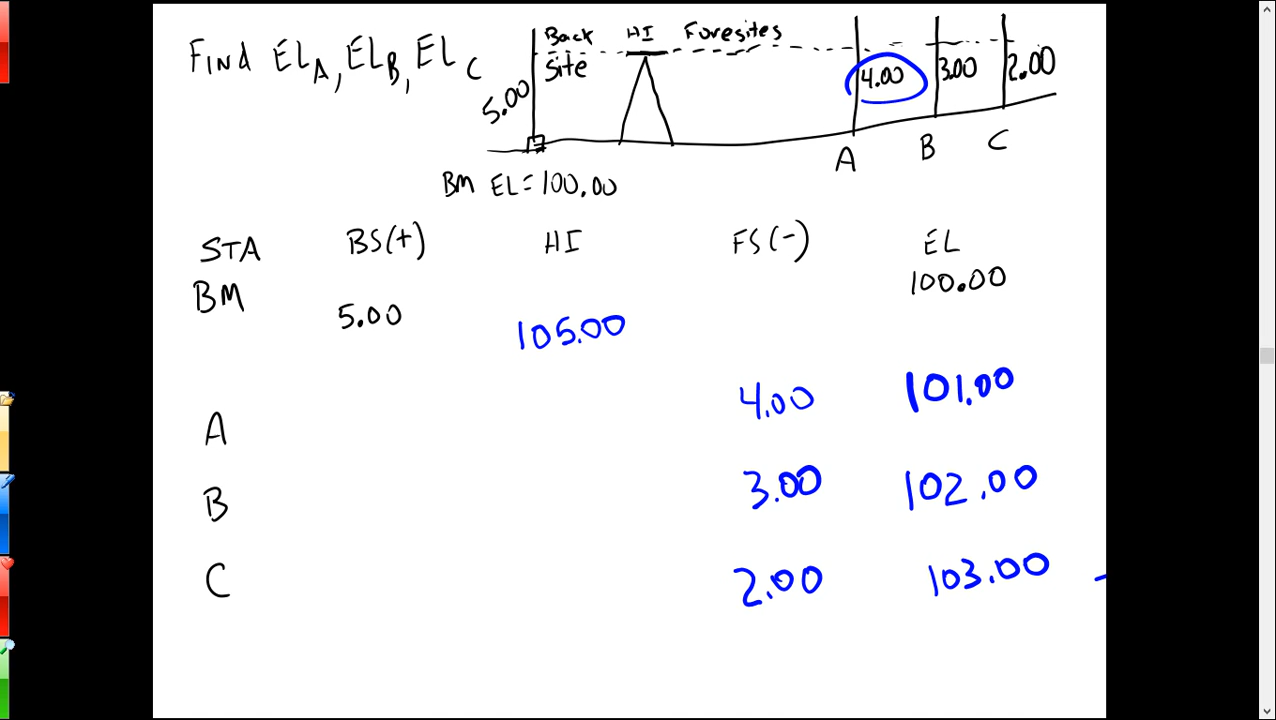 Find EL A, EL B, EL C
Back HI Foresites
Site
5.00
4.00 3.00 2.00
A B C
BM EL=100.00
STA BS(+) HI FS(-) EL
BM 100.00
5.00 105.00
A 4.00 101.00
B 3.00 102.00
C 2.00 103.00